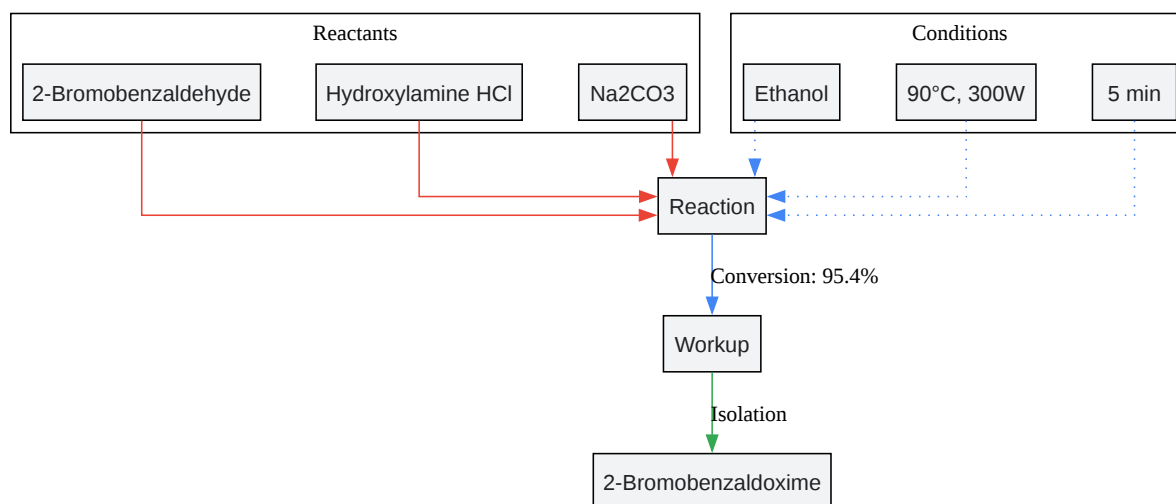 Reactants
Conditions
2-Bromobenzaldehyde
Hydroxylamine HCl
Na2CO3
Ethanol
90°C, 300W
5 min
Reaction
Conversion: 95.4%
Workup
Isolation
2-Bromobenzaldoxime